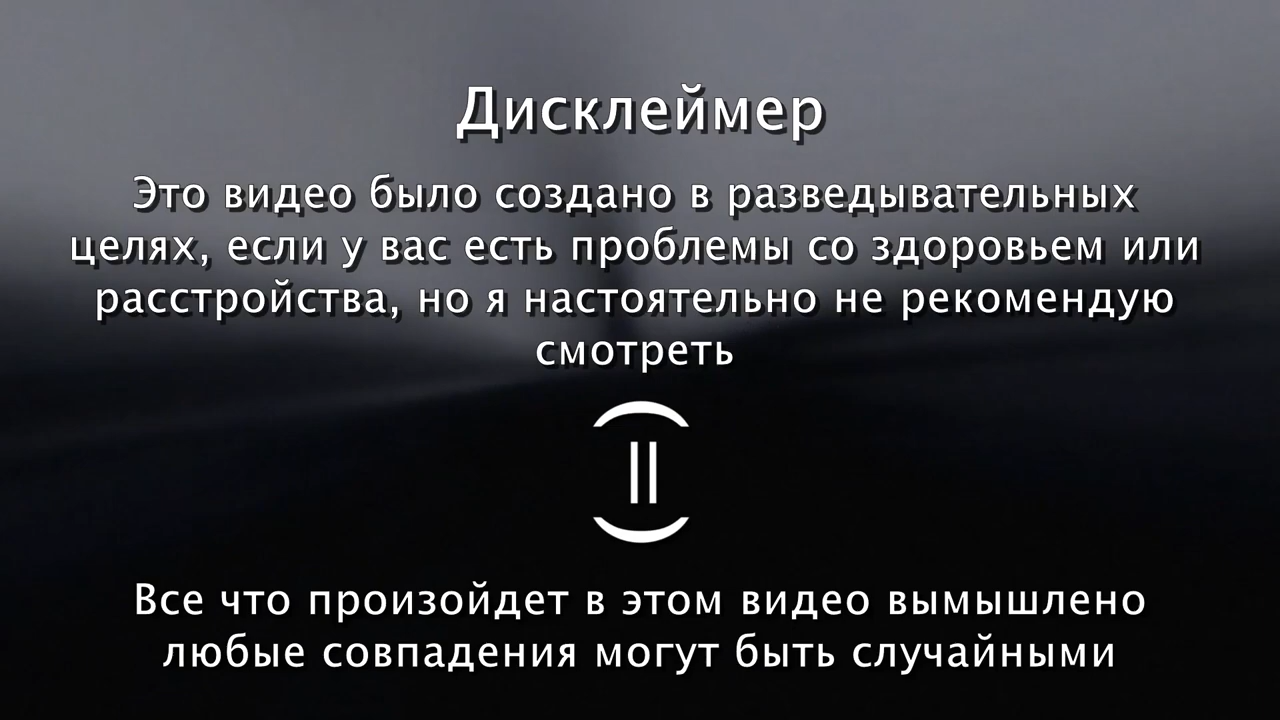 Дисклеймер
Это видео было создано в разведывательных
целях, если у вас есть проблемы со здоровьем или
расстройства, но я настоятельно не рекомендую
смотреть
Все что произойдет в этом видео вымышлено
любые совпадения могут быть случайными